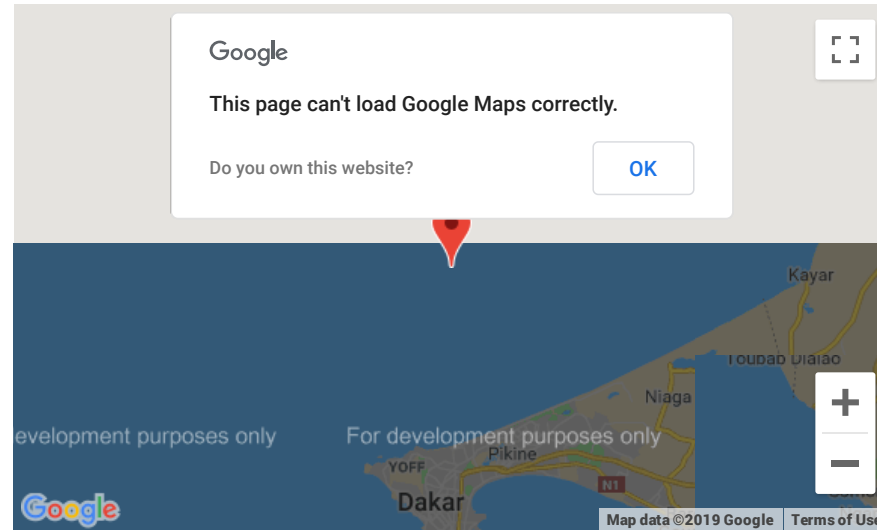 Google
This page can't load Google Maps correctly.
Do you own this website?
OK
Kayar
Toubab Dialao
Niaga
evelopment purposes only
For development purposes only
Pikine
YOFF
N1
Dakar
Google
Map data ©2019 Google
Terms of Use